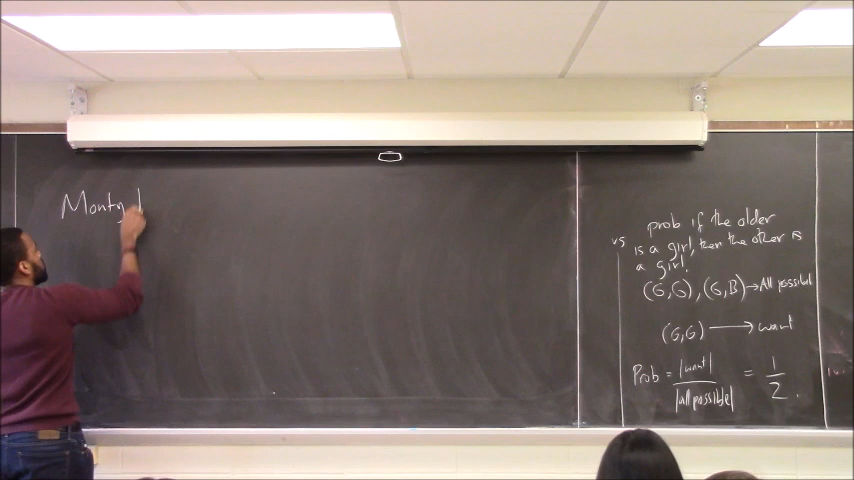 Monty
prob if the older
vs is a girl, then the other is
a girl.
(G,G), (G,B) → All possible
(G,G) → want
Prob = |want| / |all possible| = 1/2.